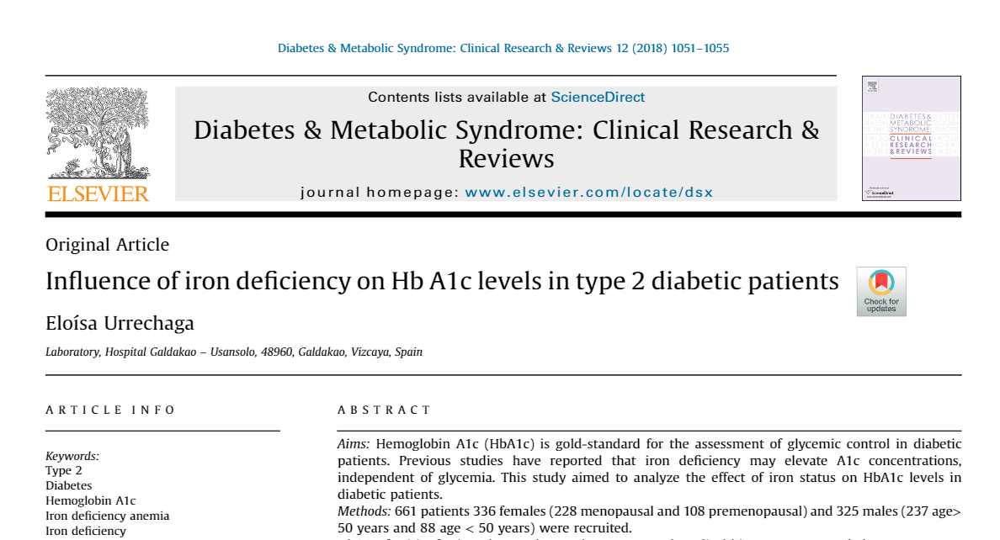 Diabetes & Metabolic Syndrome: Clinical Research & Reviews 12 (2018) 1051–1055
Contents lists available at ScienceDirect
Diabetes & Metabolic Syndrome: Clinical Research &
Reviews
journal homepage: www.elsevier.com/locate/dsx
ELSEVIER
DIABETES &
METABOLIC
SYNDROME:
CLINICAL
RESEARCH
& REVIEWS
ScienceDirect
Original Article
Influence of iron deficiency on Hb A1c levels in type 2 diabetic patients
Check for
updates
Eloísa Urrechaga
Laboratory, Hospital Galdakao – Usansolo, 48960, Galdakao, Vizcaya, Spain
ARTICLE INFO
Keywords:
Type 2
Diabetes
Hemoglobin A1c
Iron deficiency anemia
Iron deficiency
ABSTRACT
Aims: Hemoglobin A1c (HbA1c) is gold-standard for the assessment of glycemic control in diabetic
patients. Previous studies have reported that iron deficiency may elevate A1c concentrations,
independent of glycemia. This study aimed to analyze the effect of iron status on HbA1c levels in
diabetic patients.
Methods: 661 patients 336 females (228 menopausal and 108 premenopausal) and 325 males (237 age>
50 years and 88 age < 50 years) were recruited.